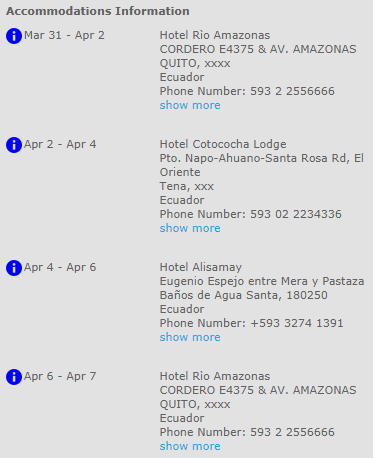 Accommodations Information
Mar 31 - Apr 2
Hotel Rìo Amazonas
CORDERO E4375 & AV. AMAZONAS
QUITO, xxxx
Ecuador
Phone Number: 593 2 2556666
show more
Apr 2 - Apr 4
Hotel Cotococha Lodge
Pto. Napo-Ahuano-Santa Rosa Rd, El
Oriente
Tena, xxx
Ecuador
Phone Number: 593 02 2234336
show more
Apr 4 - Apr 6
Hotel Alisamay
Eugenio Espejo entre Mera y Pastaza
Baños de Agua Santa, 180250
Ecuador
Phone Number: +593 3274 1391
show more
Apr 6 - Apr 7
Hotel Rìo Amazonas
CORDERO E4375 & AV. AMAZONAS
QUITO, xxxx
Ecuador
Phone Number: 593 2 2556666
show more